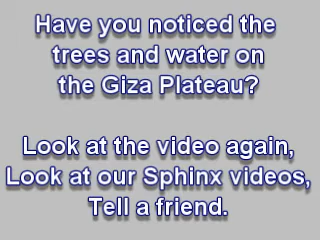 Have you noticed the
trees and water on
the Giza Plateau?
Look at the video again,
Look at our Sphinx videos,
Tell a friend.